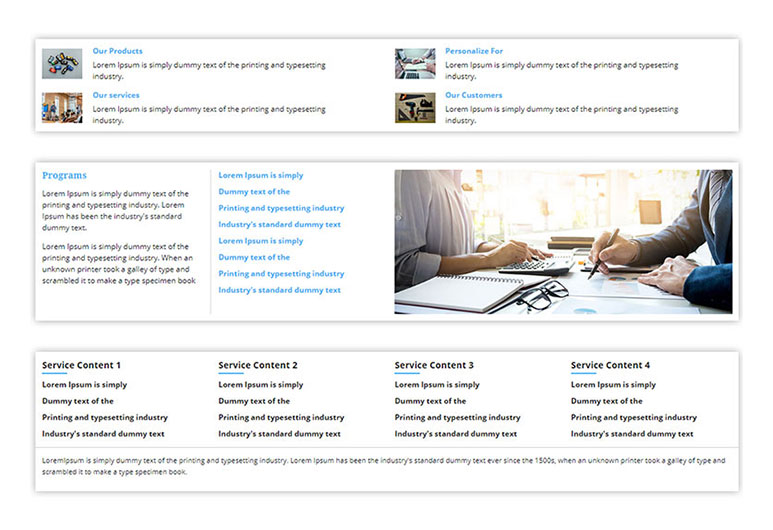 Our Products
Lorem Ipsum is simply dummy text of the printing and typesetting
industry.
Personalize For
Lorem Ipsum is simply dummy text of the printing and typesetting
industry.
Our services
Lorem Ipsum is simply dummy text of the printing and typesetting
industry.
Our Customers
Lorem Ipsum is simply dummy text of the printing and typesetting
industry.
Programs
Lorem Ipsum is simply dummy text of the
printing and typesetting industry. Lorem
Ipsum has been the industry's standard
dummy text.
Lorem Ipsum is simply dummy text of the
printing and typesetting industry. When an
unknown printer took a galley of type and
scrambled it to make a type specimen book
Lorem Ipsum is simply
Dummy text of the
Printing and typesetting industry
Industry's standard dummy text
Lorem Ipsum is simply
Dummy text of the
Printing and typesetting industry
Industry's standard dummy text
Service Content 1
Lorem Ipsum is simply
Dummy text of the
Printing and typesetting industry
Industry's standard dummy text
Service Content 2
Lorem Ipsum is simply
Dummy text of the
Printing and typesetting industry
Industry's standard dummy text
Service Content 3
Lorem Ipsum is simply
Dummy text of the
Printing and typesetting industry
Industry's standard dummy text
Service Content 4
Lorem Ipsum is simply
Dummy text of the
Printing and typesetting industry
Industry's standard dummy text
LoremIpsum is simply dummy text of the printing and typesetting industry. Lorem Ipsum has been the industry's standard dummy text ever since the 1500s, when an unknown printer took a galley of type and
scrambled it to make a type specimen book.